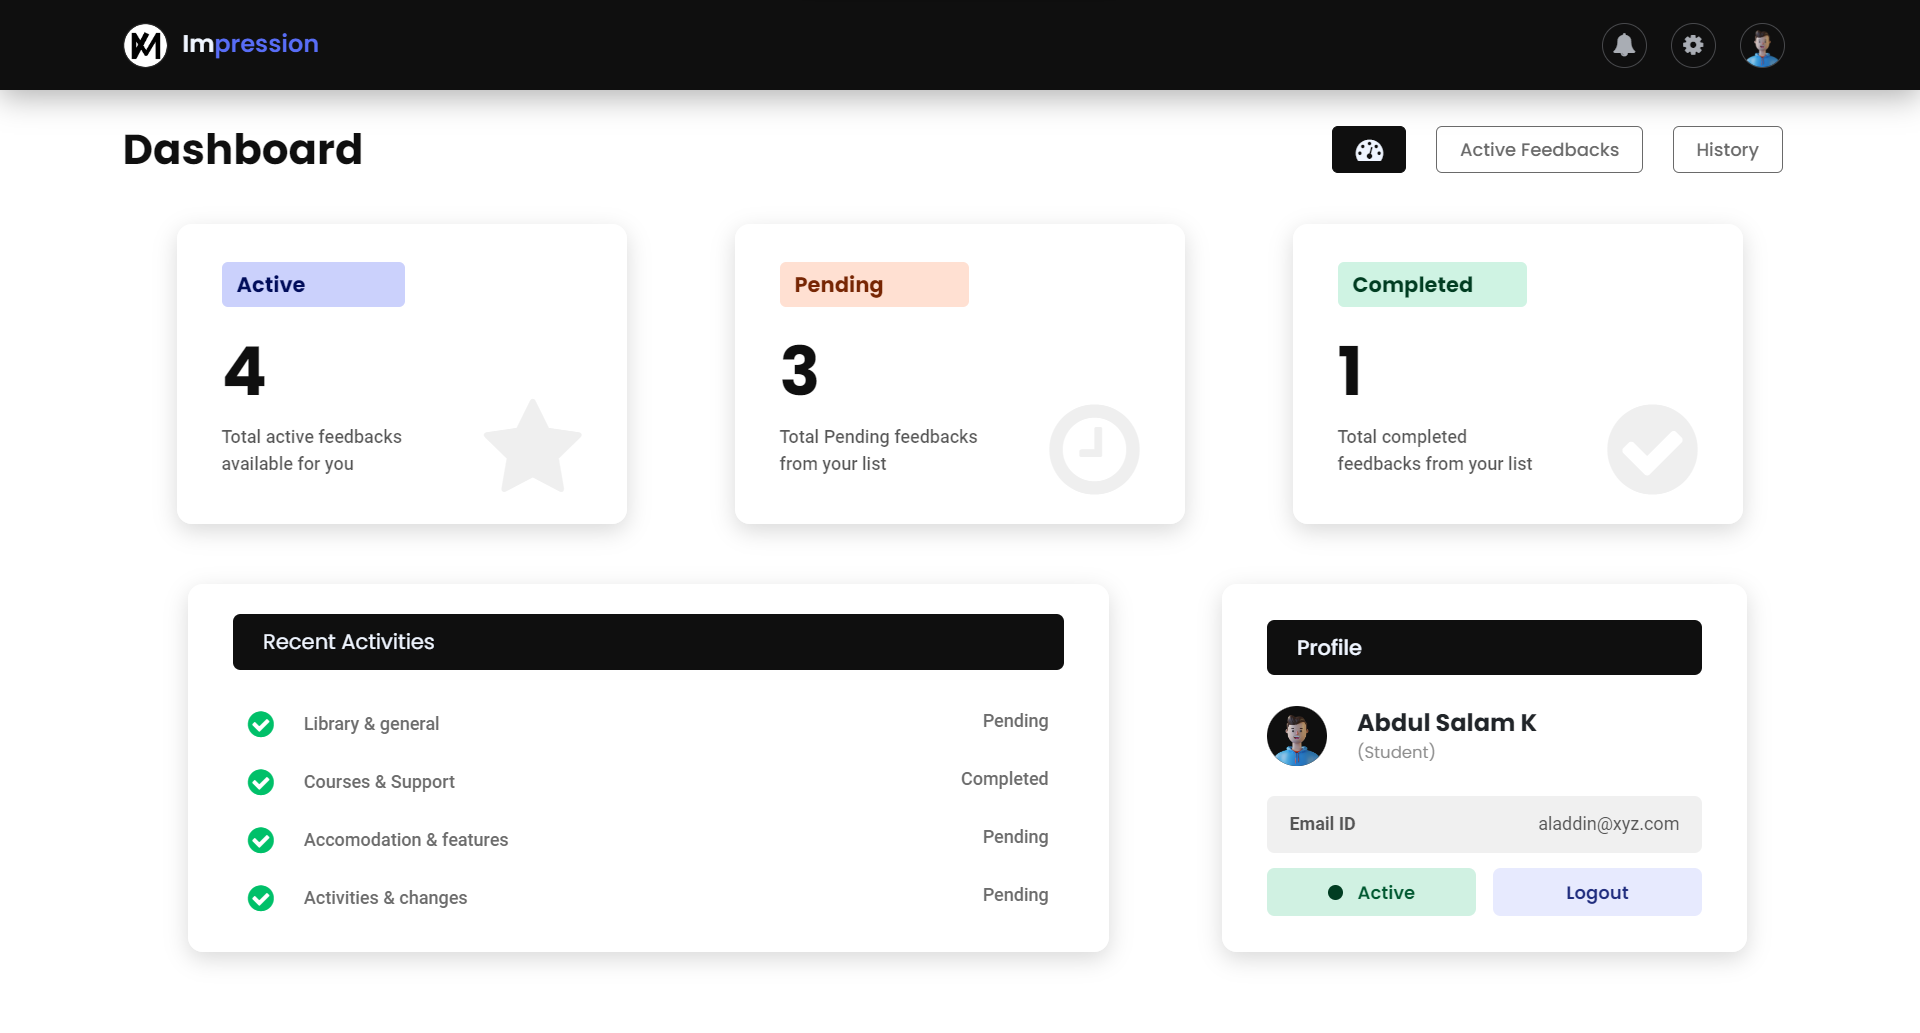 Impression
Dashboard
Active Feedbacks
History
Active
4
Total active feedbacks
available for you
Pending
3
Total Pending feedbacks
from your list
Completed
1
Total completed
feedbacks from your list
Recent Activities
Library & general
Pending
Courses & Support
Completed
Accomodation & features
Pending
Activities & changes
Pending
Profile
Abdul Salam K
(Student)
Email ID
aladdin@xyz.com
Active
Logout